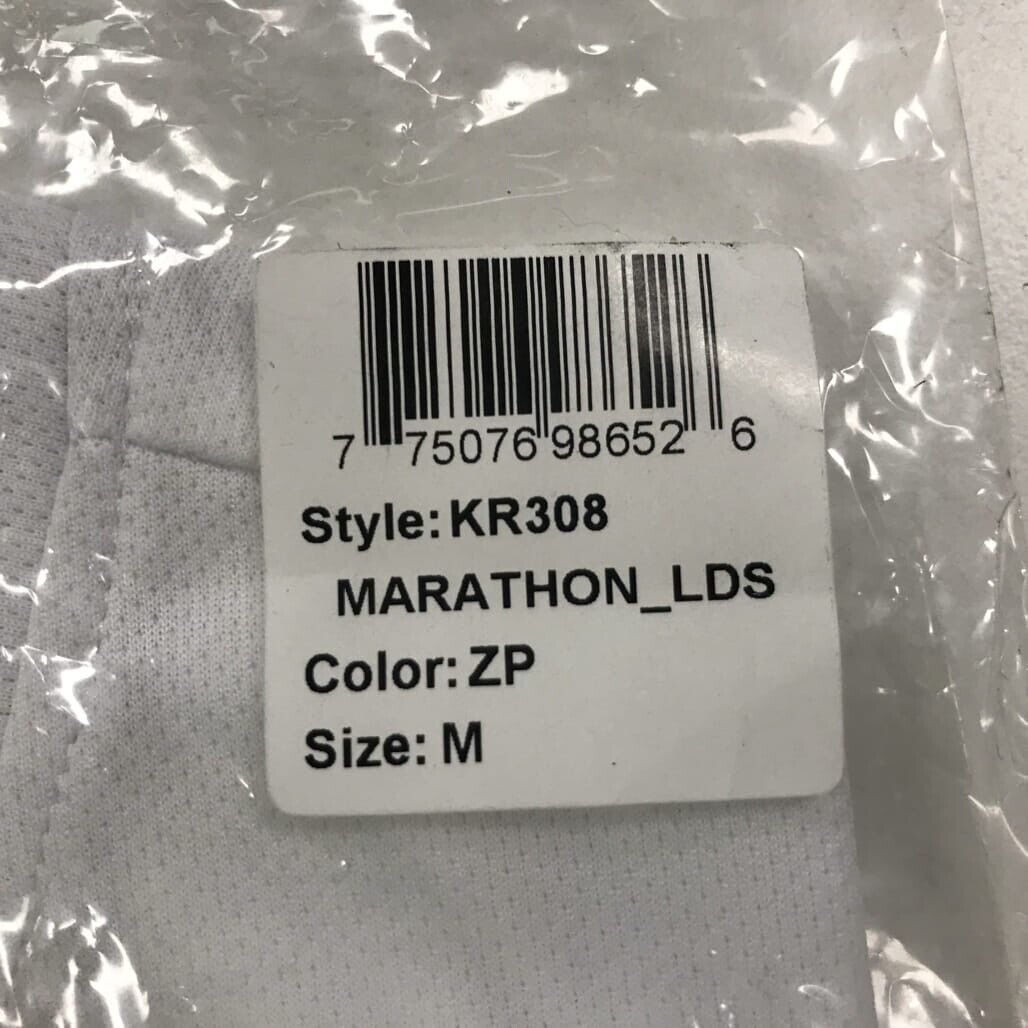 7 75076 98652 6
Style: KR308
MARATHON_LDS
Color: ZP
Size: M